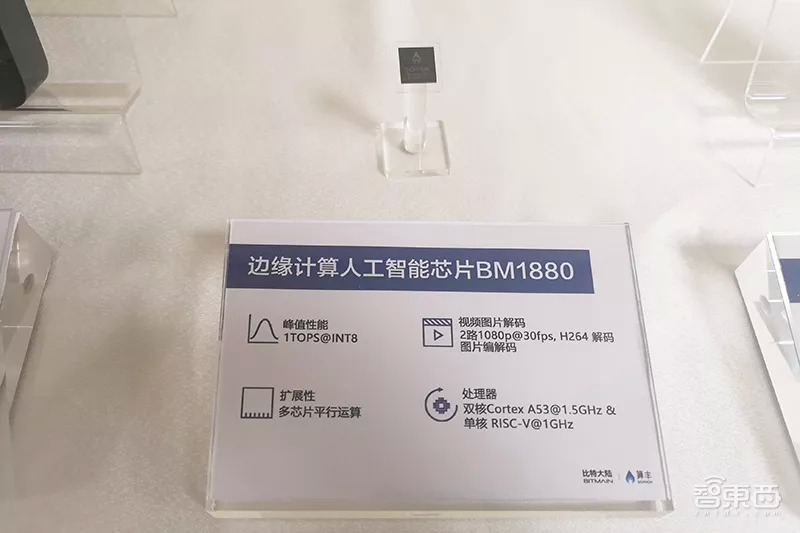 边缘计算人工智能芯片BM1880
峰值性能
1TOPS@INT8
视频图片解码
2路1080p@30fps, H264 解码
图片编解码
扩展性
多芯片平行运算
处理器
双核Cortex A53@1.5GHz &
单核 RISC-V@1GHz
比特大陆
BITMAIN
算丰
SOPHON
智東西